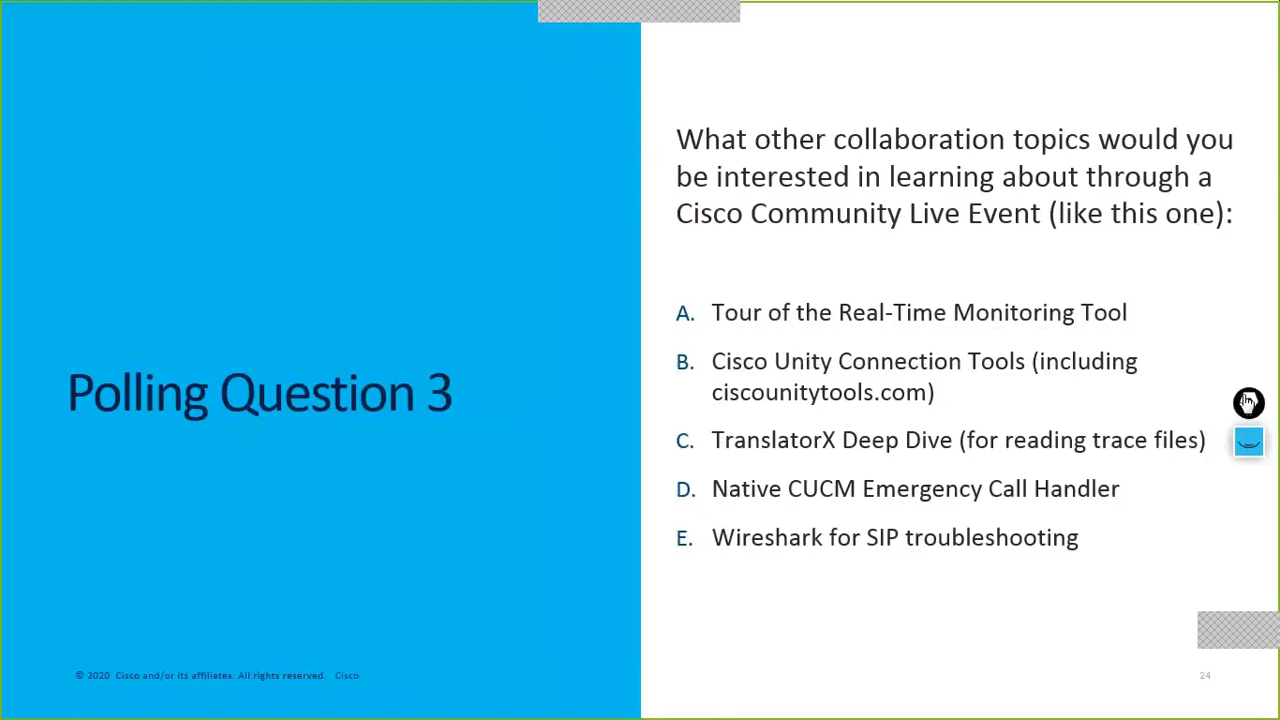 Polling Question 3
What other collaboration topics would you
be interested in learning about through a
Cisco Community Live Event (like this one):
A. Tour of the Real-Time Monitoring Tool
B. Cisco Unity Connection Tools (including
ciscounitytools.com)
C. TranslatorX Deep Dive (for reading trace files)
D. Native CUCM Emergency Call Handler
E. Wireshark for SIP troubleshooting
© 2020 Cisco and/or its affiliates. All rights reserved. Cisco
24